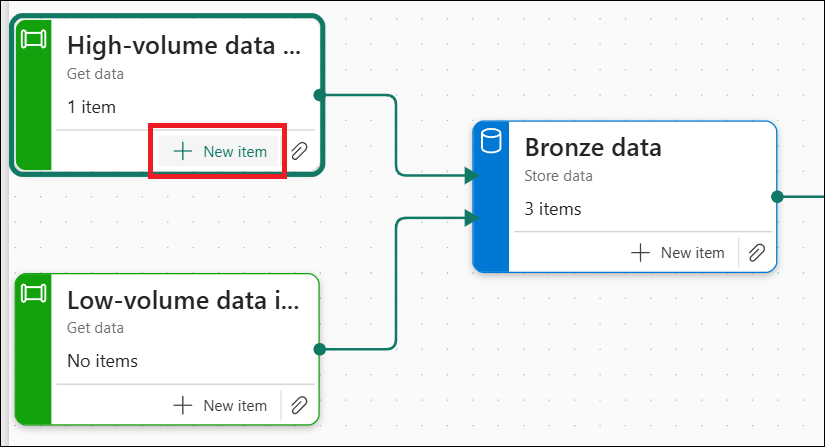 High-volume data ...
Get data
1 item
New item
Bronze data
Store data
3 items
New item
Low-volume data i...
Get data
No items
New item